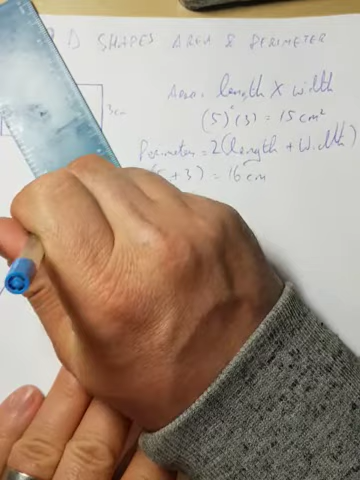 D SHAPES AREA & PERIMETER
Area = length X width
3cm
(5)(3) = 15 cm²
Perimeter = 2(length + width)
(5 + 3) = 16 cm